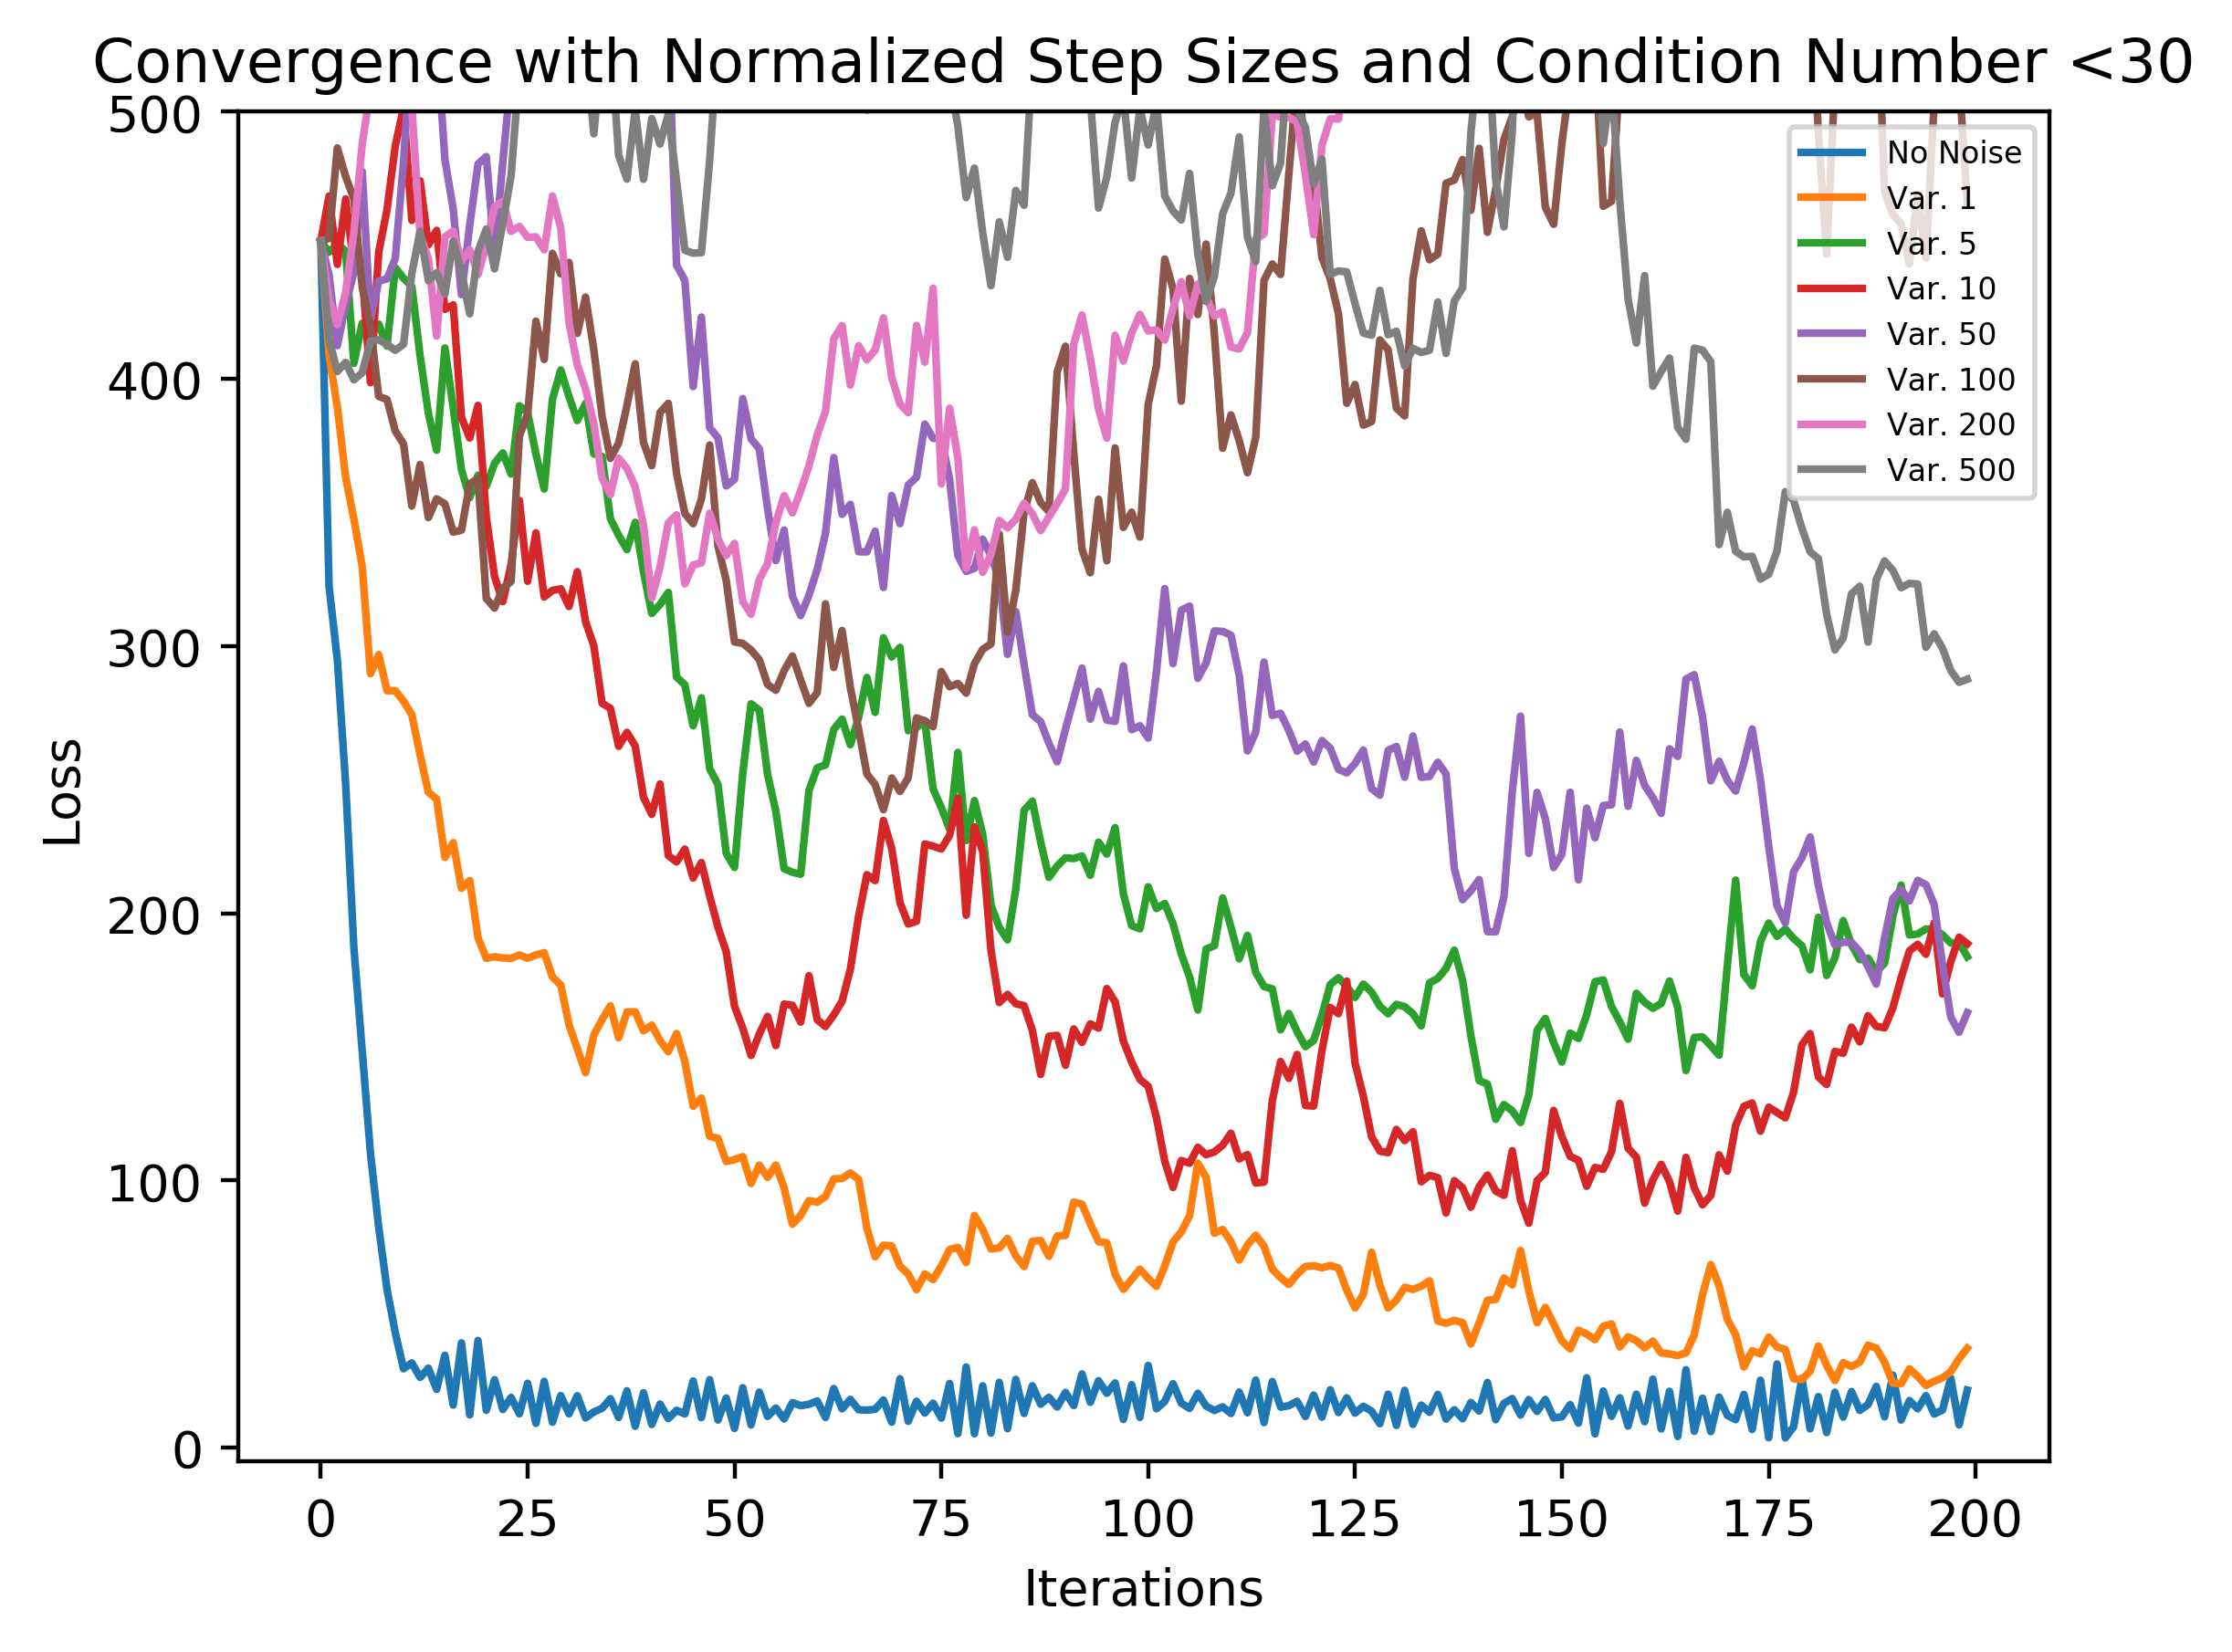 Convergence with Normalized Step Sizes and Condition Number <30
500
400
300
200
100
0
Loss
0 25 50 75 100 125 150 175 200
Iterations
No Noise
Var. 1
Var. 5
Var. 10
Var. 50
Var. 100
Var. 200
Var. 500